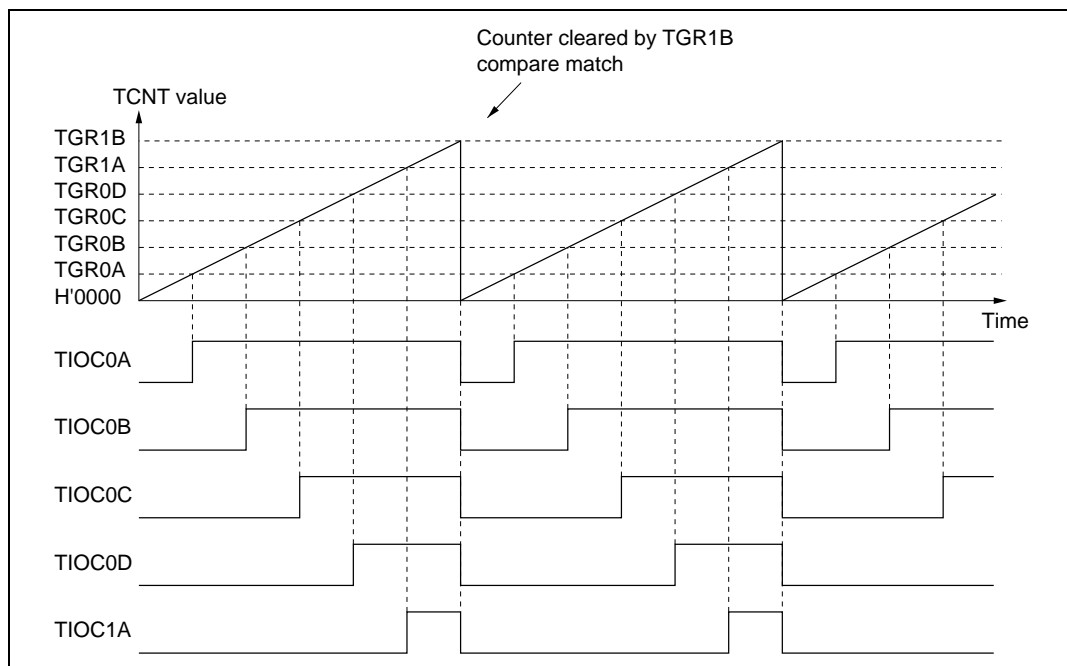 Counter cleared by TGR1B
compare match
TCNT value
TGR1B
TGR1A
TGR0D
TGR0C
TGR0B
TGR0A
H'0000
Time
TIOC0A
TIOC0B
TIOC0C
TIOC0D
TIOC1A